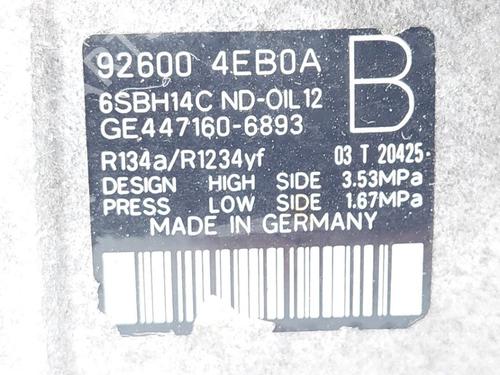 92600 4EB0A
B
6SBH14C ND-OIL12
GE447160-6893
R134a/R1234yf 03 T 20425
DESIGN HIGH SIDE 3.53MPa
PRESS LOW SIDE 1.67MPa
MADE IN GERMANY